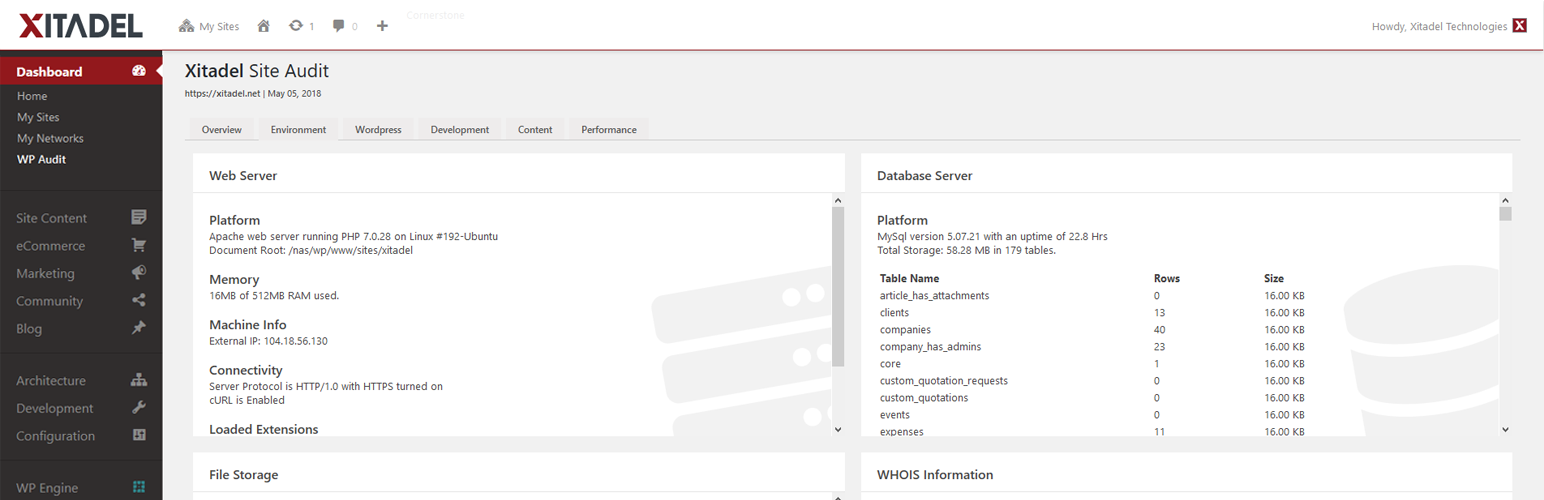 XITADEL
My Sites
1
0
Cornerstone
Howdy, Xitadel Technologies
X
Dashboard
Home
My Sites
My Networks
WP Audit
Site Content
eCommerce
Marketing
Community
Blog
Architecture
Development
Configuration
WP Engine
Xitadel Site Audit
https://xitadel.net | May 05, 2018
Overview
Environment
Wordpress
Development
Content
Performance
Web Server
Platform
Apache web server running PHP 7.0.28 on Linux #192-Ubuntu
Document Root: /nas/wp/www/sites/xitadel
Memory
16MB of 512MB RAM used.
Machine Info
External IP: 104.18.56.130
Connectivity
Server Protocol is HTTP/1.0 with HTTPS turned on
cURL is Enabled
Loaded Extensions
Database Server
Platform
MySql version 5.07.21 with an uptime of 22.8 Hrs
Total Storage: 58.28 MB in 179 tables.
Table Name Rows Size
article_has_attachments 0 16.00 KB
clients 13 16.00 KB
companies 40 16.00 KB
company_has_admins 23 16.00 KB
core 1 16.00 KB
custom_quotation_requests 0 16.00 KB
custom_quotations 0 16.00 KB
events 0 16.00 KB
expenses 11 16.00 KB
File Storage
WHOIS Information